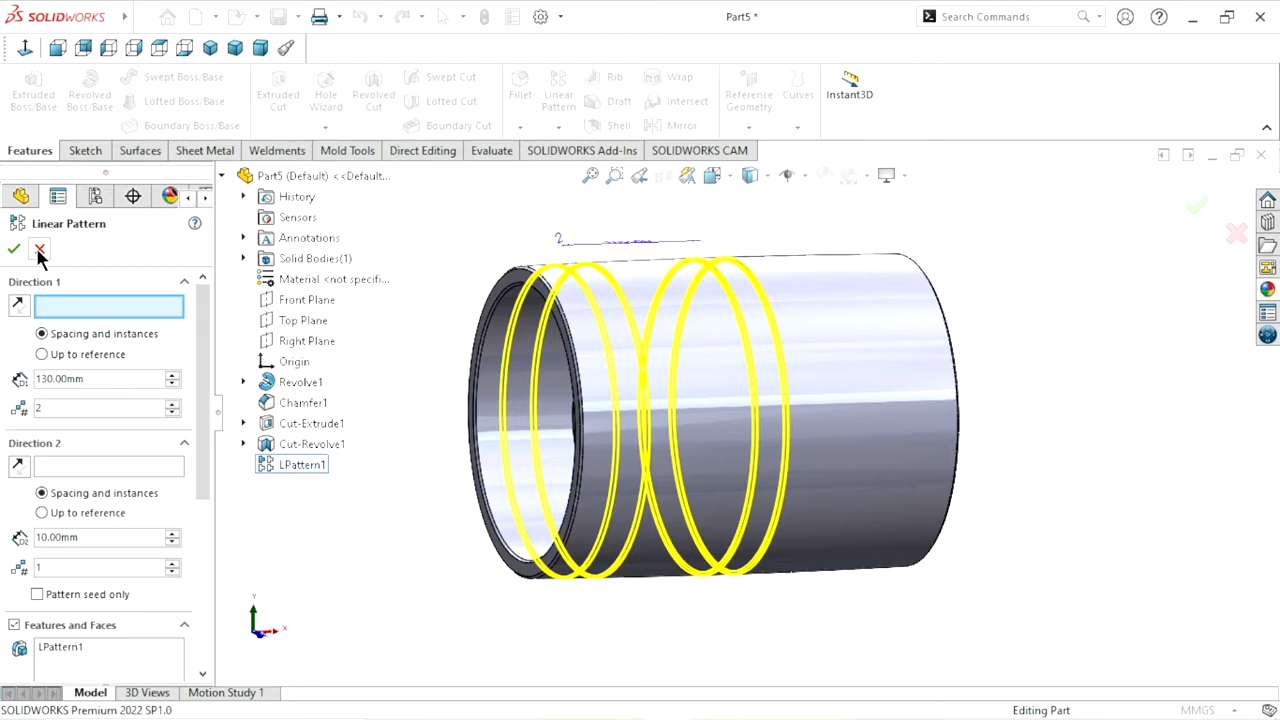 SOLIDWORKS
Part5 *
Search Commands
Extruded Boss/Base
Revolved Boss/Base
Swept Boss/Base
Lofted Boss/Base
Boundary Boss/Base
Extruded Cut
Hole Wizard
Revolved Cut
Swept Cut
Lofted Cut
Boundary Cut
Fillet
Linear Pattern
Rib
Draft
Shell
Wrap
Intersect
Mirror
Reference Geometry
Curves
Instant3D
Features
Sketch
Surfaces
Sheet Metal
Weldments
Mold Tools
Direct Editing
Evaluate
SOLIDWORKS Add-Ins
SOLIDWORKS CAM
Linear Pattern
Direction 1
Spacing and instances
Up to reference
130.00mm
2
Direction 2
Spacing and instances
Up to reference
10.00mm
1
Pattern seed only
Features and Faces
LPattern1
Part5 (Default) <<Default...
History
Sensors
Annotations
Solid Bodies(1)
Material <not specifi...
Front Plane
Top Plane
Right Plane
Origin
Revolve1
Chamfer1
Cut-Extrude1
Cut-Revolve1
LPattern1
2
Y
X
Model
3D Views
Motion Study 1
SOLIDWORKS Premium 2022 SP1.0
Editing Part
MMGS